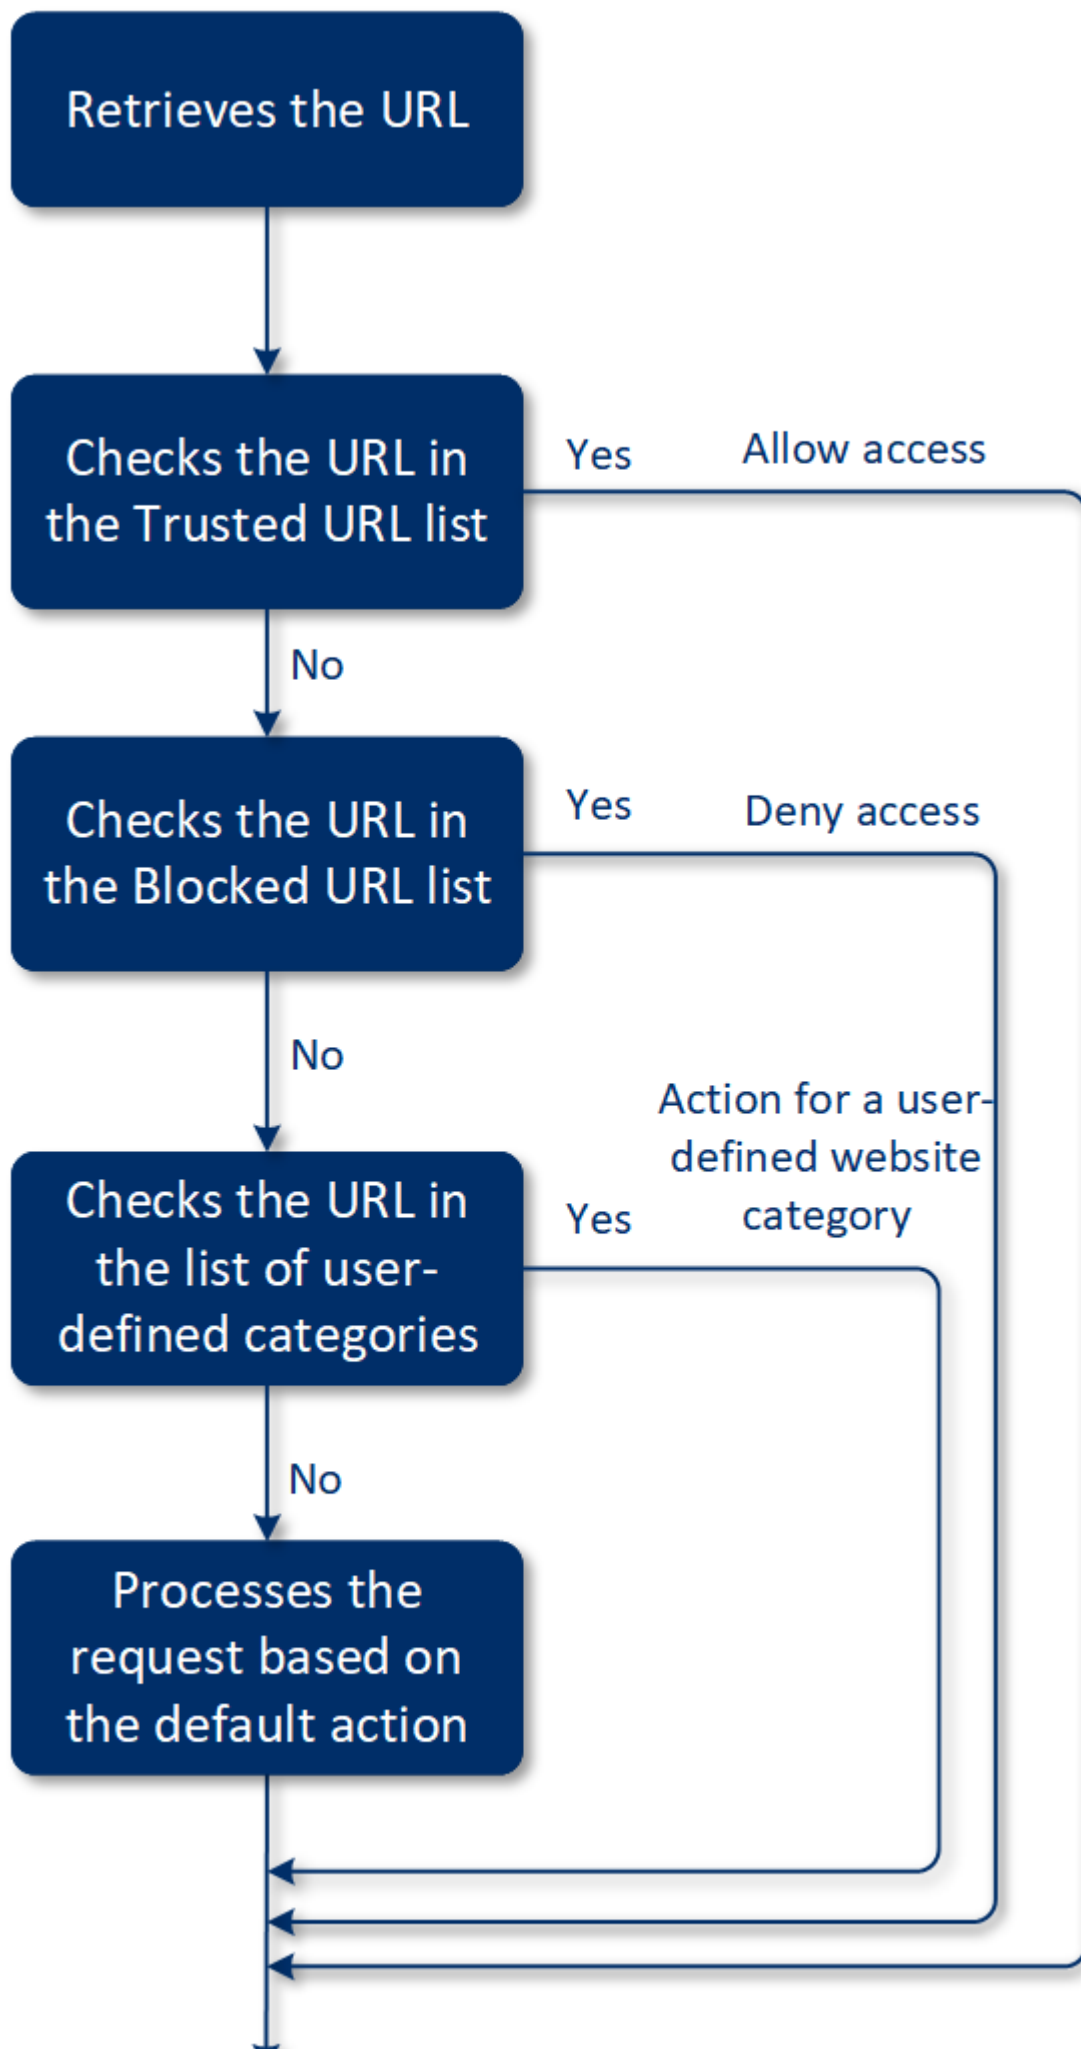 Retrieves the URL
Checks the URL in
the Trusted URL list
Yes
Allow access
No
Checks the URL in
the Blocked URL list
Yes
Deny access
No
Action for a user-
defined website
category
Checks the URL in
the list of user-
defined categories
Yes
No
Processes the
request based on
the default action